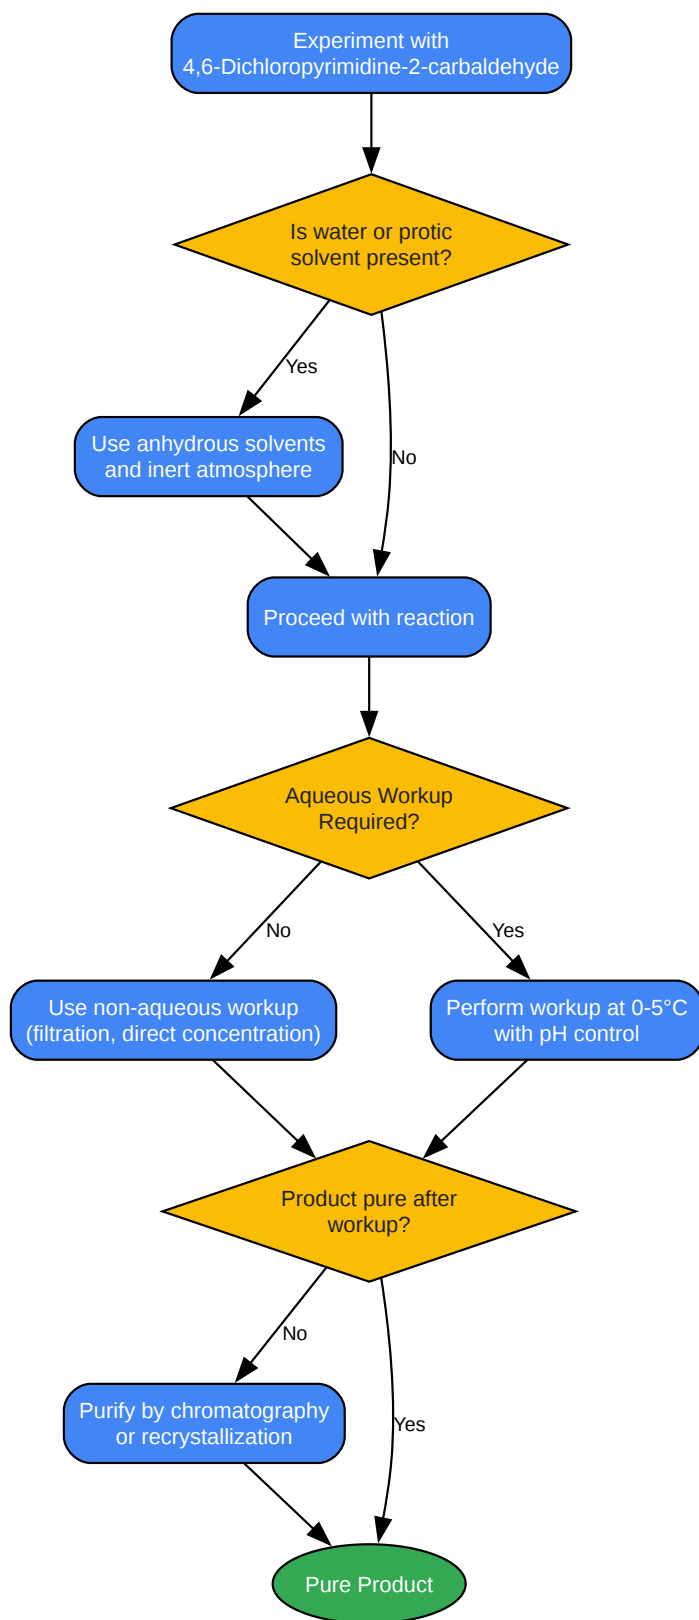 Experiment with
4,6-Dichloropyrimidine-2-carbaldehyde
Is water or protic
solvent present?
Yes
No
Use anhydrous solvents
and inert atmosphere
Proceed with reaction
Aqueous Workup
Required?
No
Yes
Use non-aqueous workup
(filtration, direct concentration)
Perform workup at 0-5°C
with pH control
Product pure after
workup?
No
Yes
Purify by chromatography
or recrystallization
Pure Product